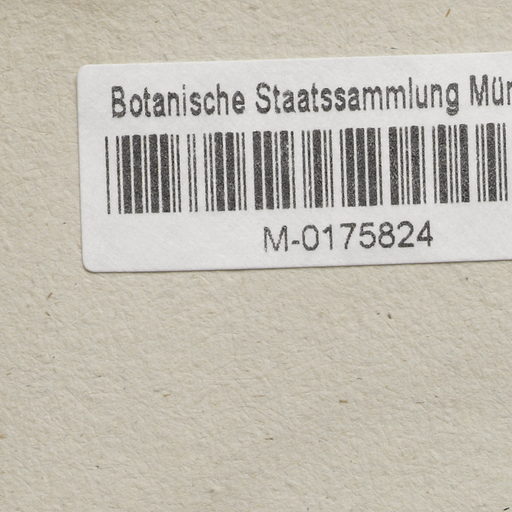 Botanische Staatssammlung Mün
M-0175824